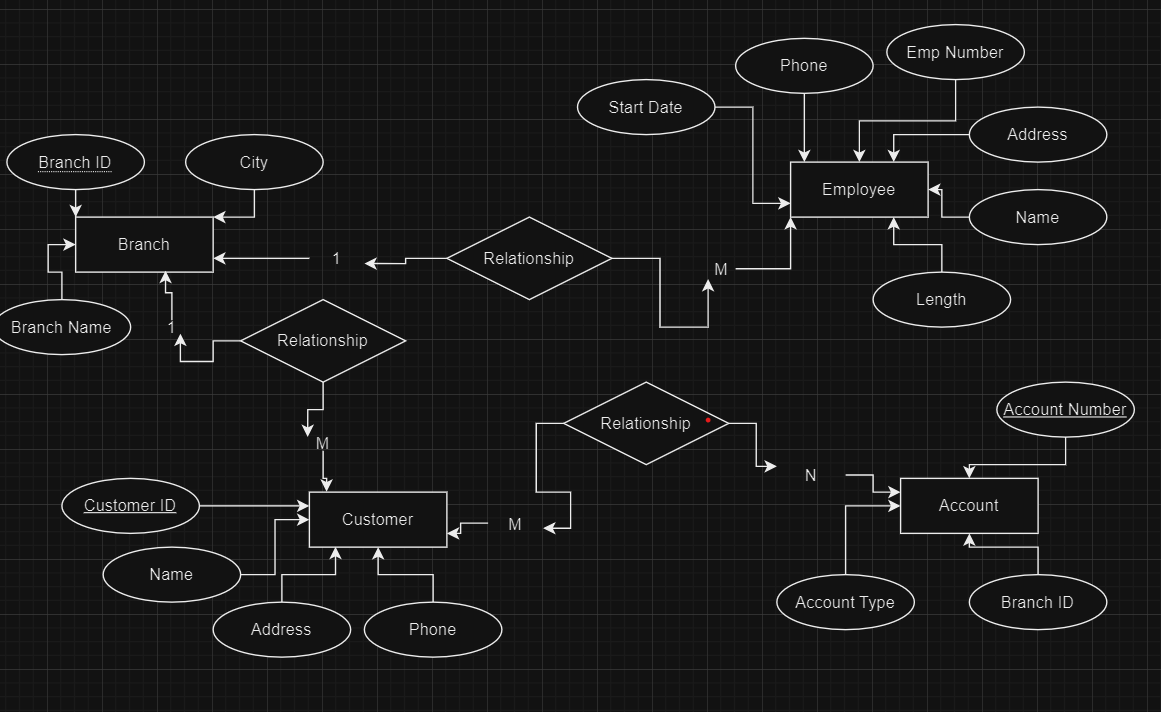 Emp Number
Phone
Start Date
Address
Branch ID
City
Employee
Name
Branch
Relationship
1
M
Length
Branch Name
1
Relationship
Account Number
Relationship
M
N
Customer ID
Account
Customer
M
Name
Account Type
Branch ID
Address
Phone